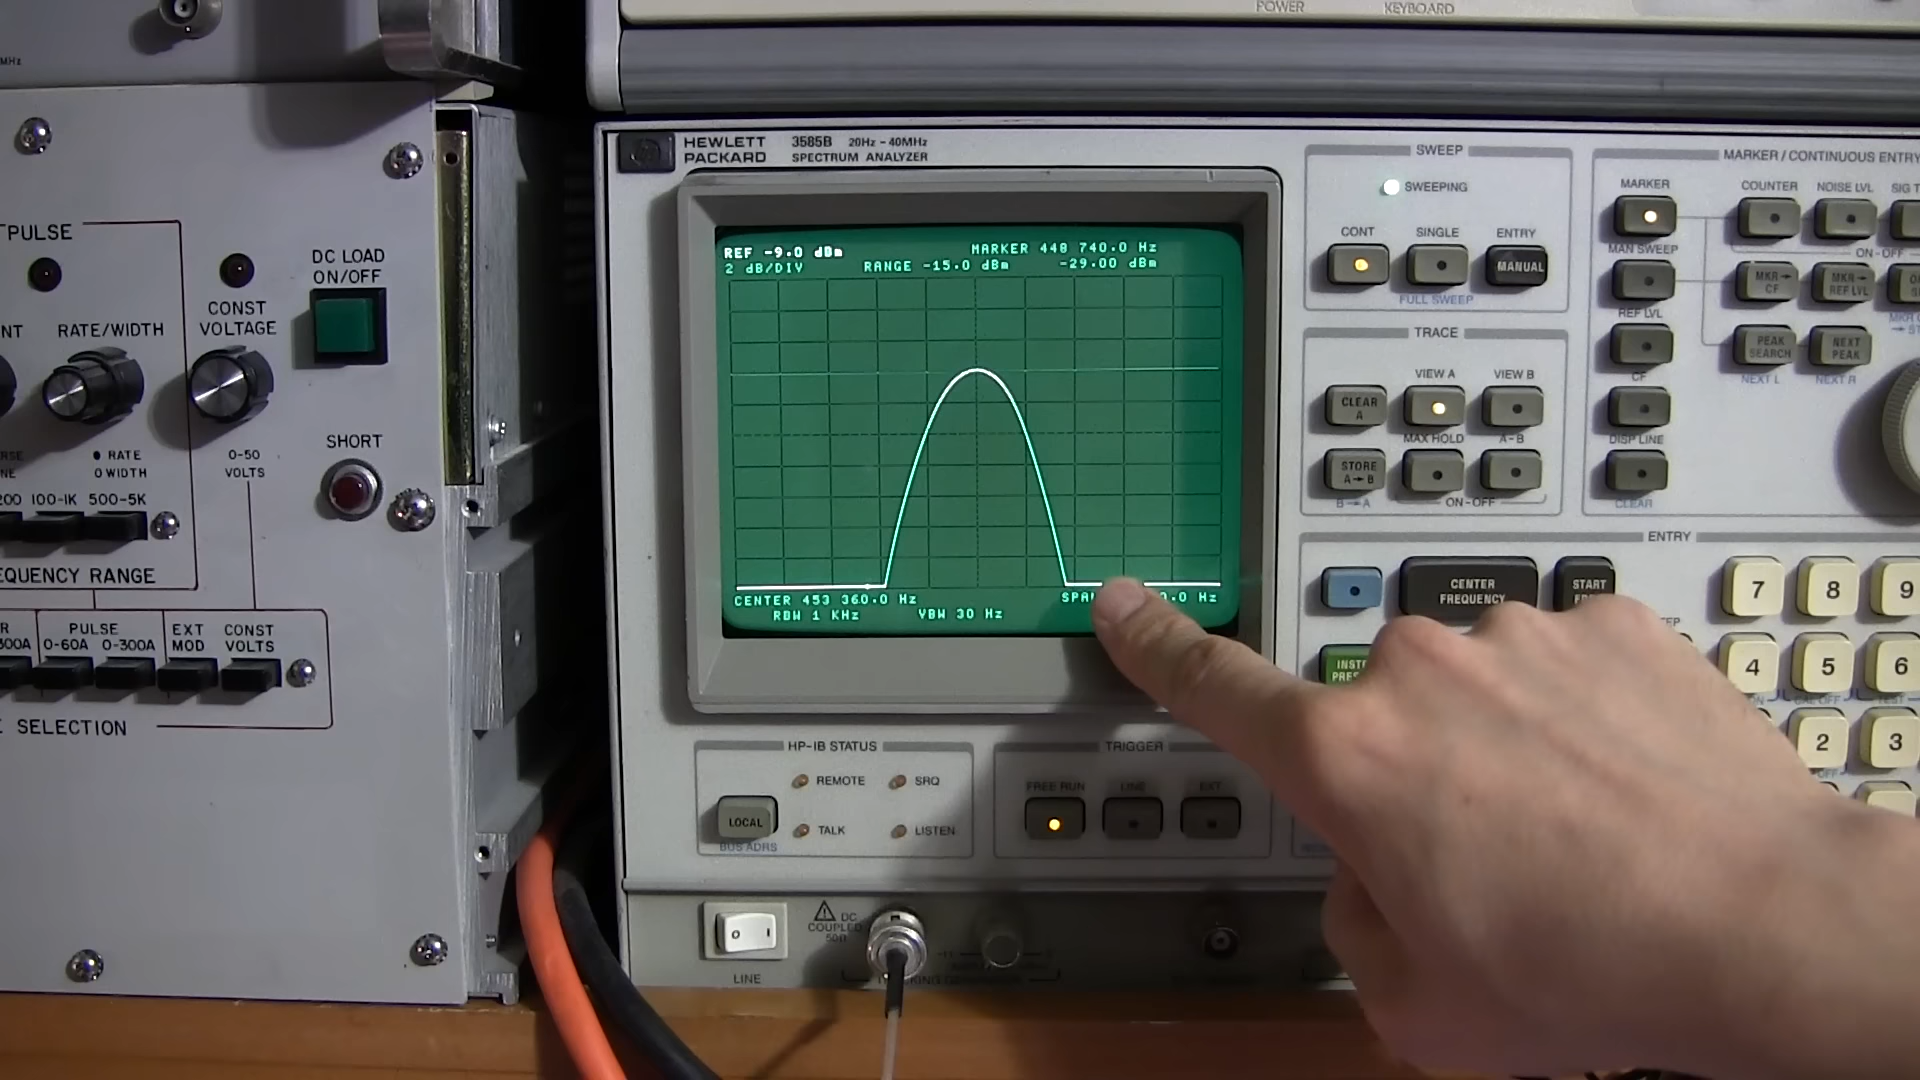 POWER
KEYBOARD
MHz
HEWLETT
PACKARD
3585B 20Hz - 40MHz
SPECTRUM ANALYZER
REF -9.0 dBm
MARKER 448 740.0 Hz
2 dB/DIV
RANGE -15.0 dBm
-29.00 dBm
CENTER 453 360.0 Hz
RBW 1 KHz
VBW 30 Hz
.0 Hz
SWEEP
SWEEPING
CONT
SINGLE
ENTRY
MANUAL
FULL SWEEP
TRACE
VIEW A
VIEW B
CLEAR
A
MAX HOLD
A-B
STORE
A→B
B→A
ON-OFF
MARKER / CONTINUOUS ENTRY
MARKER
COUNTER
NOISE LVL
MAN SWEEP
ON-OFF
MKR→
CF
MKR→
REF LVL
REF LVL
PEAK
SEARCH
NEXT
PEAK
CF
NEXT L
NEXT R
DISP LINE
CLEAR
ENTRY
CENTER
FREQUENCY
START
7
8
9
4
5
6
2
3
HP-IB STATUS
REMOTE
SRQ
LOCAL
TALK
LISTEN
BUS ADRS
TRIGGER
FREE RUN
LINE
EXT
LINE
DC
COUPLED
50Ω
PULSE
DC LOAD
ON/OFF
CONST
VOLTAGE
RATE/WIDTH
RATE
WIDTH
0-50
VOLTS
SHORT
100-1K
500-5K
PULSE
0-60A
0-300A
EXT
MOD
CONST
VOLTS
SELECTION